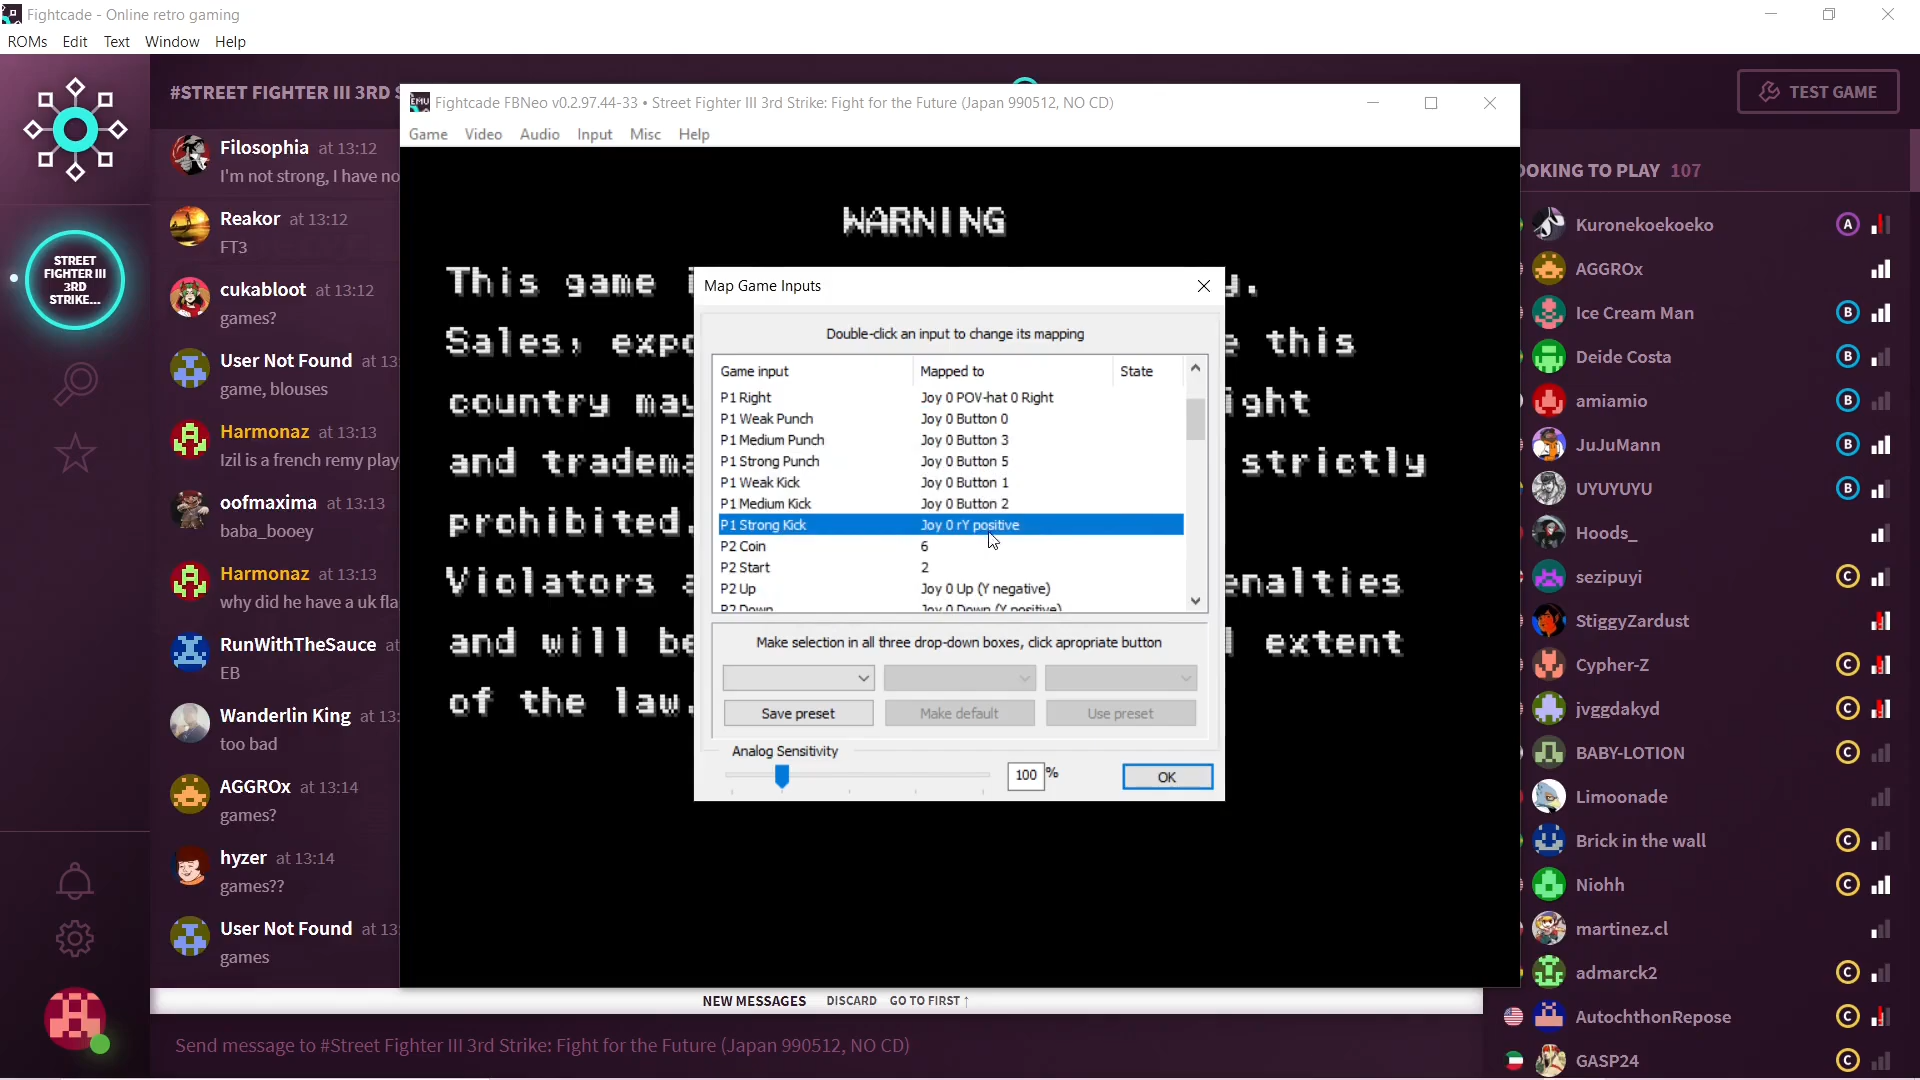 Fightcade - Online retro gaming
ROMs Edit Text Window Help
#STREET FIGHTER III 3RD S
TEST GAME
STREET
FIGHTER III
3RD
STRIKE...
Filosophia at 13:12
I'm not strong, I have no
Reakor at 13:12
FT3
cukabloot at 13:12
games?
User Not Found at 13:
game, blouses
Harmonaz at 13:13
Izil is a french remy play
oofmaxima at 13:13
baba_booey
Harmonaz at 13:13
why did he have a uk fla
RunWithTheSauce at
EB
Wanderlin King at 13:
too bad
AGGROx at 13:14
games?
hyzer at 13:14
games??
User Not Found at 13:
games
NEW MESSAGES DISCARD GO TO FIRST ↑
Send message to #Street Fighter III 3rd Strike: Fight for the Future (Japan 990512, NO CD)
EMU Fightcade FBNeo v0.2.97.44-33 • Street Fighter III 3rd Strike: Fight for the Future (Japan 990512, NO CD)
Game Video Audio Input Misc Help
WARNING
This game i y.
Sales, expo e this
country may ight
and tradema strictly
prohibited.
Violators a enalties
and will be l extent
of the law.
Map Game Inputs
Double-click an input to change its mapping
Game input Mapped to State
P1 Right Joy 0 POV-hat 0 Right
P1 Weak Punch Joy 0 Button 0
P1 Medium Punch Joy 0 Button 3
P1 Strong Punch Joy 0 Button 5
P1 Weak Kick Joy 0 Button 1
P1 Medium Kick Joy 0 Button 2
P1 Strong Kick Joy 0 rY positive
P2 Coin 6
P2 Start 2
P2 Up Joy 0 Up (Y negative)
P2 Down Joy 0 Down (Y positive)
Make selection in all three drop-down boxes, click apropriate button
Save preset Make default Use preset
Analog Sensitivity
100 %
OK
OOKING TO PLAY 107
Kuronekoekoeko A
AGGROx
Ice Cream Man B
Deide Costa B
amiamio B
JuJuMann B
UYUYUYU B
Hoods_
sezipuyi C
StiggyZardust
Cypher-Z C
jvggdakyd C
BABY-LOTION C
Limoonade
Brick in the wall C
Niohh C
martinez.cl
admarck2 C
AutochthonRepose C
GASP24 C